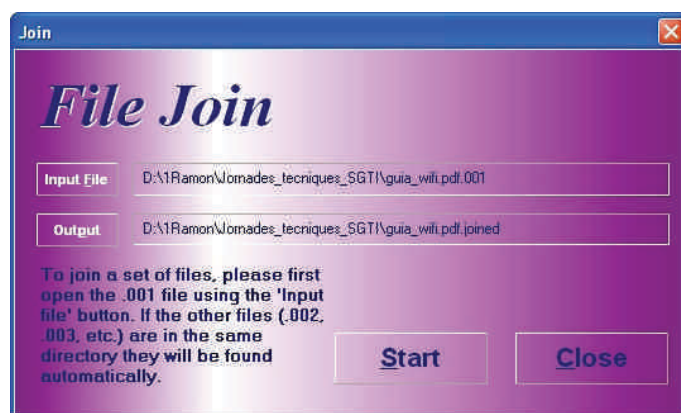 Join
File Join
Input File
D:\1Ramon\Jornades_tecniques_SGTI\guia_wifi.pdf.001
Output
D:\1Ramon\Jornades_tecniques_SGTI\guia_wifi.pdf.joined
To join a set of files, please first
open the .001 file using the 'Input
file' button. If the other files (.002,
.003, etc.) are in the same
directory they will be found
automatically.
Start
Close